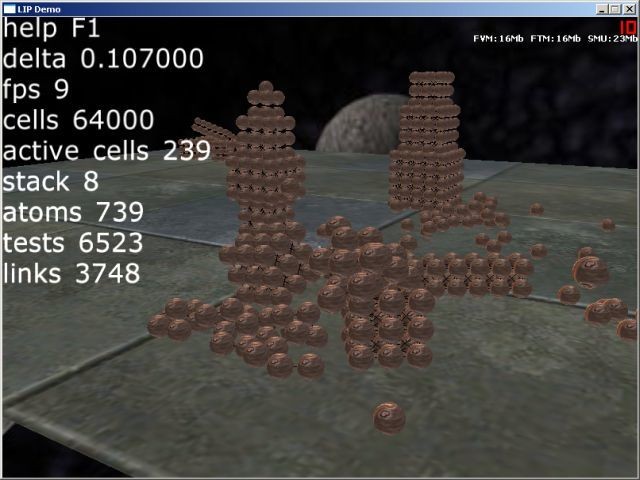 LIP Demo
help F1
delta 0.107000
fps 9
cells 64000
active cells 239
stack 8
atoms 739
tests 6523
links 3748
10
FVM:16Mb FTM:16Mb SMU:23Mb